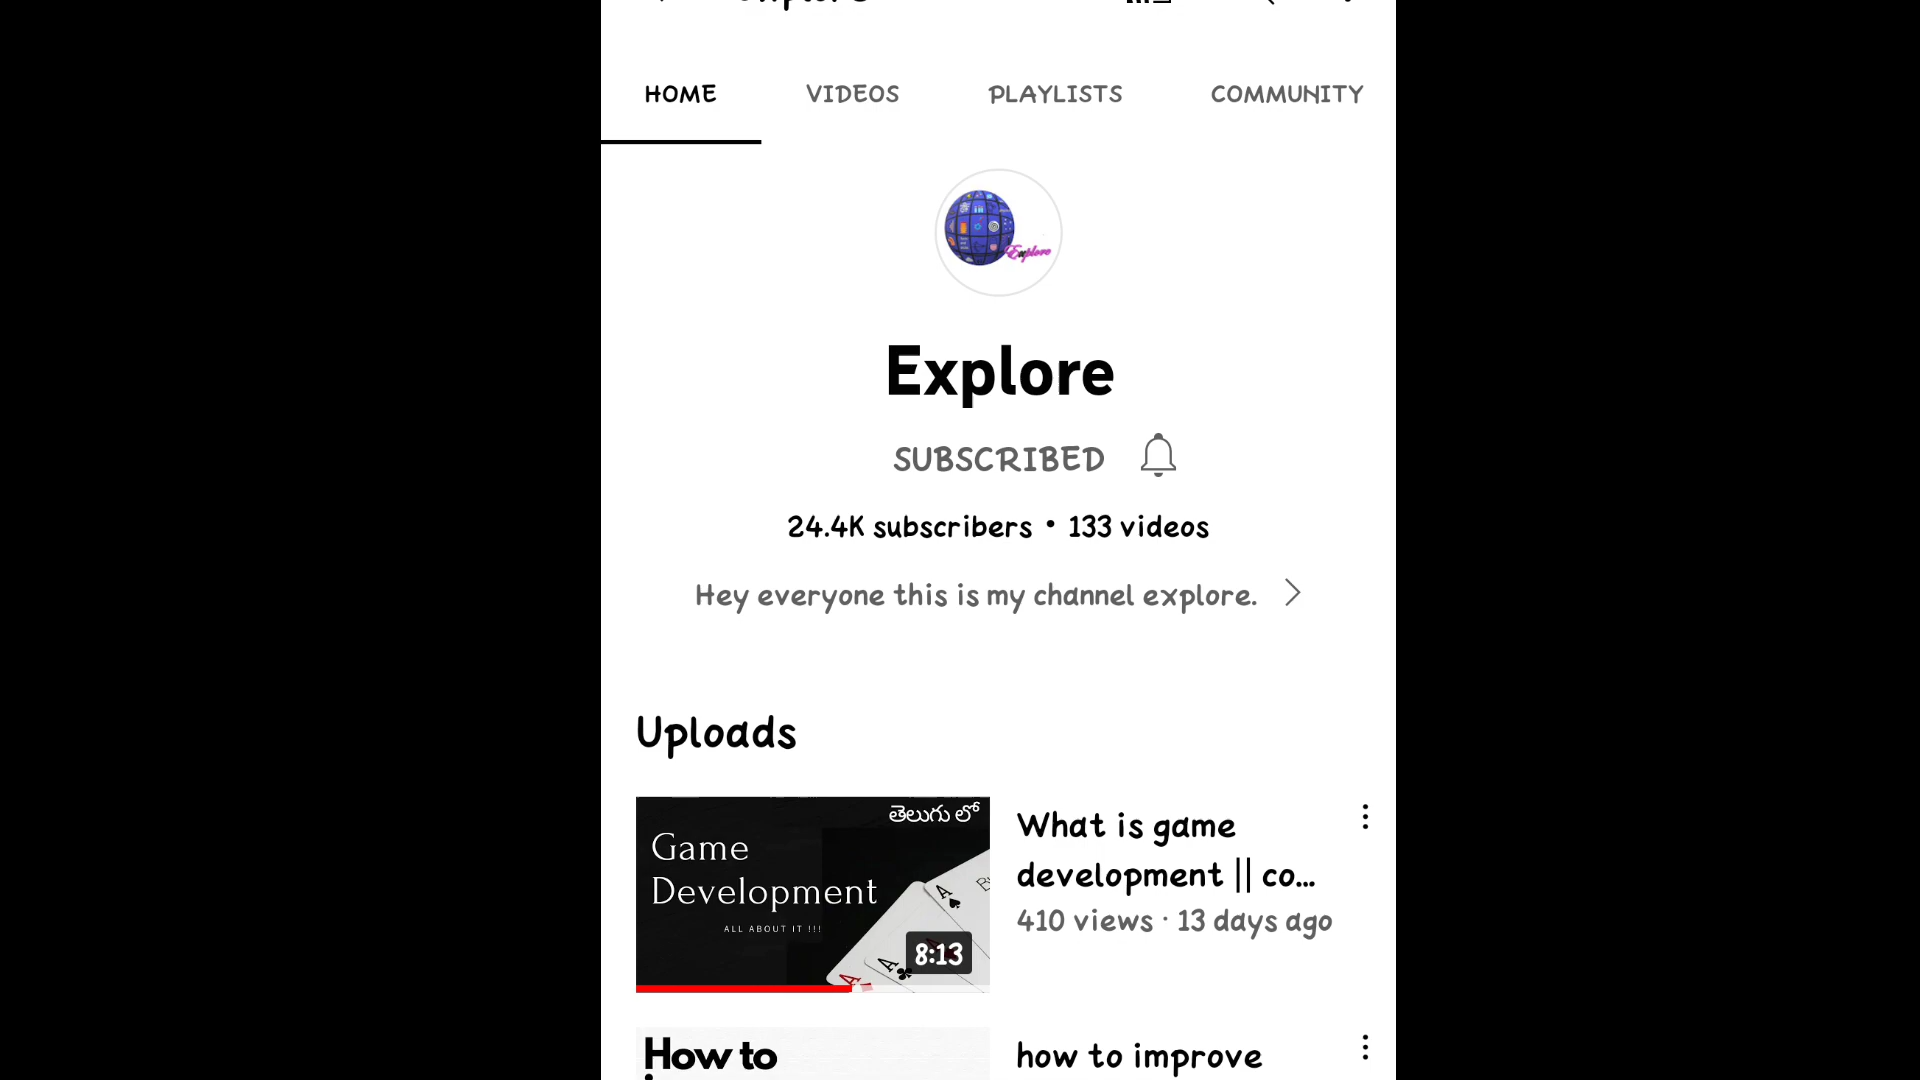 HOME VIDEOS PLAYLISTS COMMUNITY
Explore
Explore
SUBSCRIBED
24.4K subscribers • 133 videos
Hey everyone this is my channel explore.
Uploads
తెలుగు లో
Game
Development
ALL ABOUT IT !!!
8:13
What is game
development || co...
410 views · 13 days ago
How to
how to improve